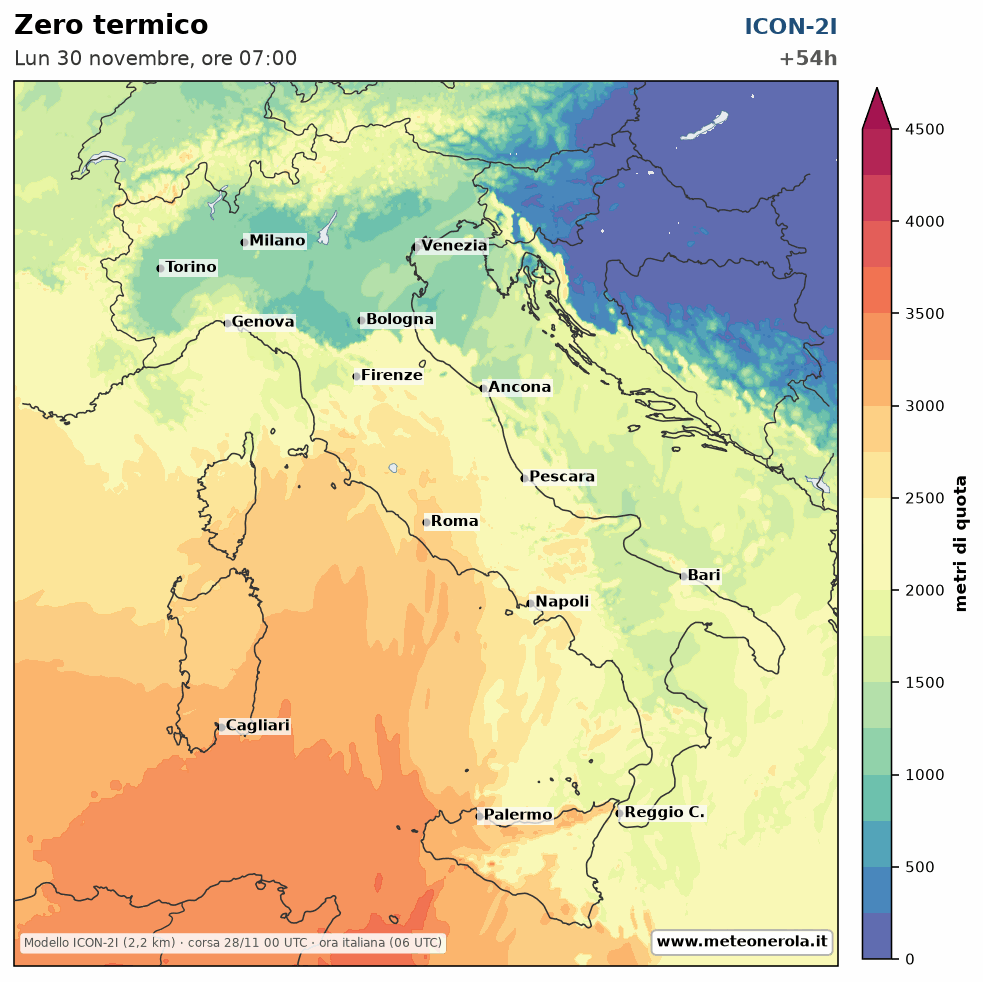 Zero termico
ICON-2I
Lun 30 novembre, ore 07:00
+54h
4500
4000
3500
3000
2500
2000
1500
1000
500
0
metri di quota
Milano
Venezia
Torino
Genova
Bologna
Firenze
Ancona
Pescara
Roma
Bari
Napoli
Cagliari
Palermo
Reggio C.
Modello ICON-2I (2,2 km) · corsa 28/11 00 UTC · ora italiana (06 UTC)
www.meteonerola.it